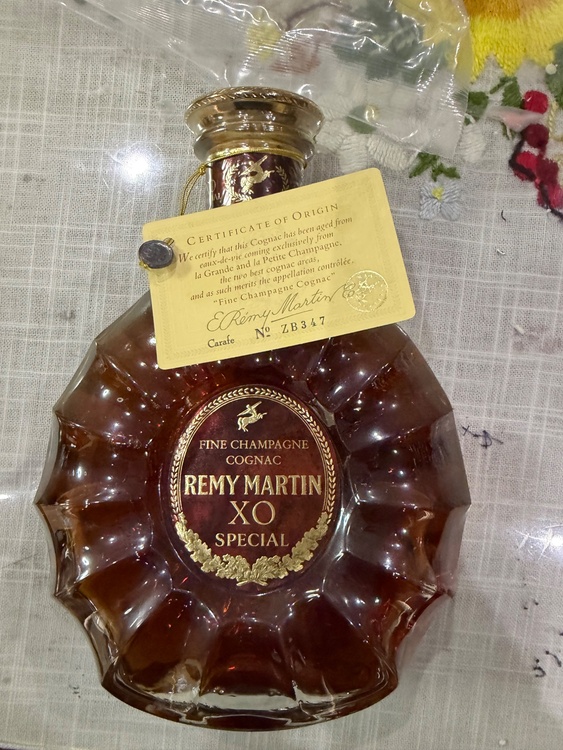 CERTIFICATE OF ORIGIN
We certify that this Cognac has been aged from
eaux-de-vie coming exclusively from
la Grande and la Petite Champagne,
the two best cognac areas,
and as such merits the appellation contrôlée,
"Fine Champagne Cognac"
E. Rémy Martin & Co
Carafe Nº ZB347
FINE CHAMPAGNE
COGNAC
REMY MARTIN
XO
SPECIAL